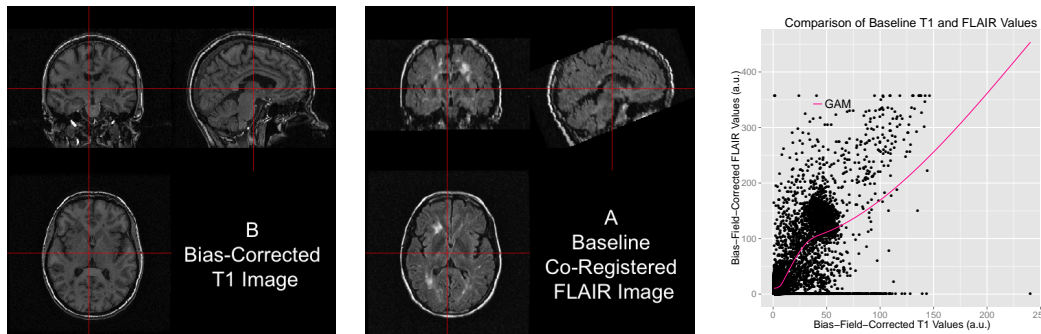 B
Bias-Corrected
T1 Image
A
Baseline
Co-Registered
FLAIR Image
Comparison of Baseline T1 and FLAIR Values
Bias-Field-Corrected FLAIR Values (a.u.)
400
300
200
100
0
GAM
0
50
100
150
200
25
Bias-Field-Corrected T1 Values (a.u.)